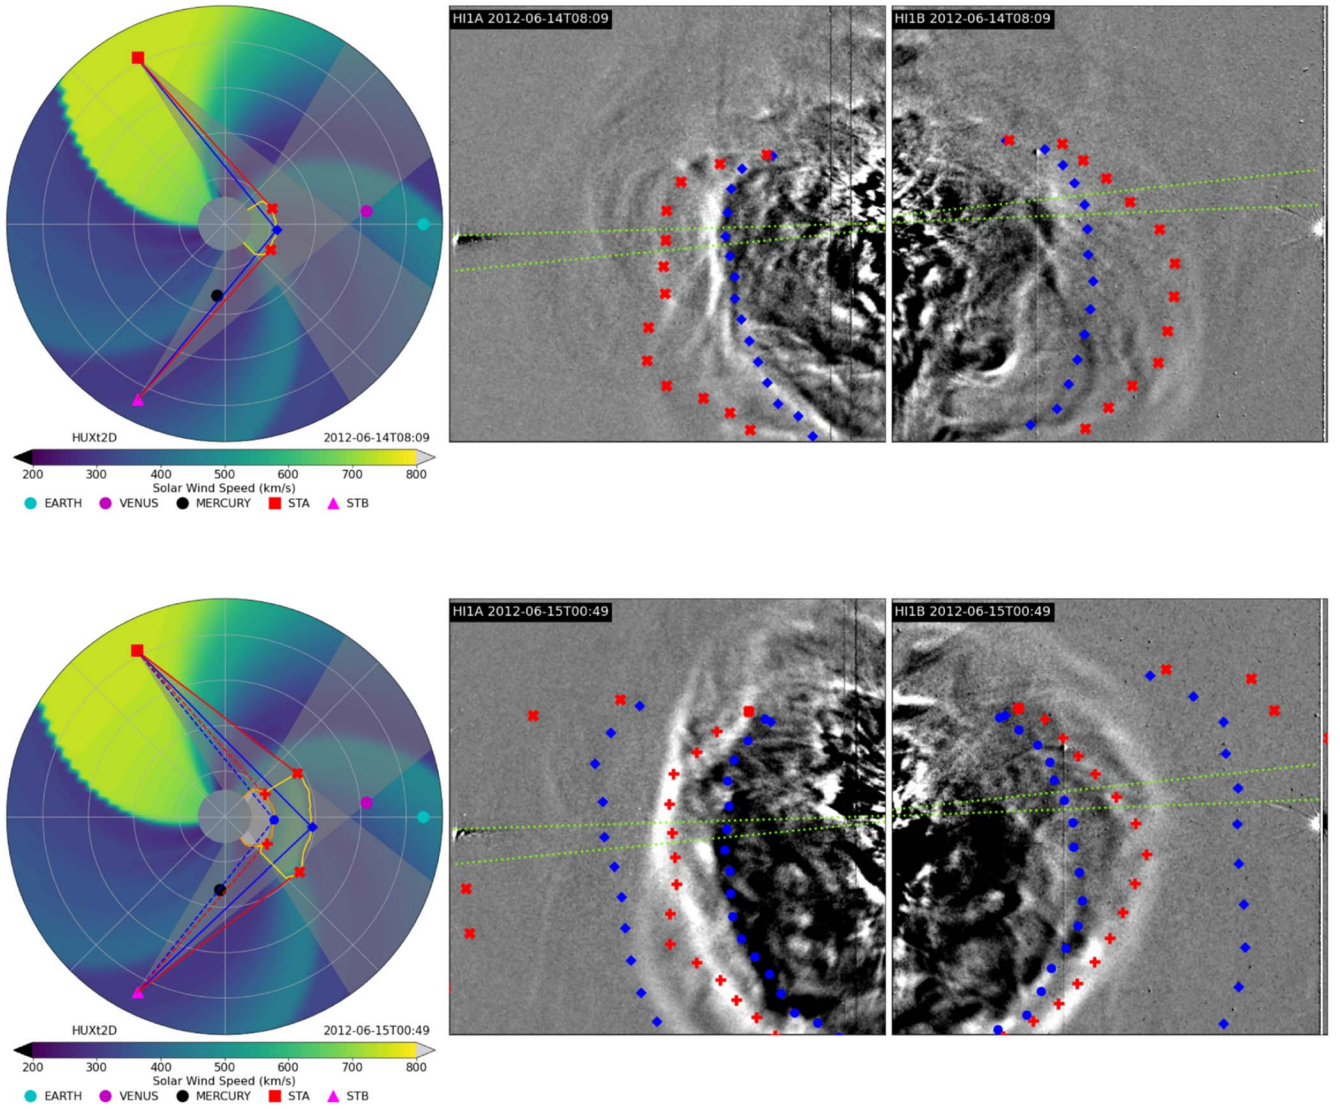 HI1A 2012-06-14T08:09
HI1B 2012-06-14T08:09
HUXt2D 2012-06-14T08:09
200 300 400 500 600 700 800
Solar Wind Speed (km/s)
EARTH VENUS MERCURY STA STB
HI1A 2012-06-15T00:49
HI1B 2012-06-15T00:49
HUXt2D 2012-06-15T00:49
200 300 400 500 600 700 800
Solar Wind Speed (km/s)
EARTH VENUS MERCURY STA STB